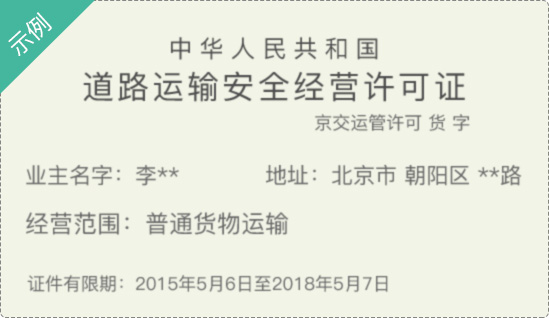 示例
中华人民共和国
道路运输安全经营许可证
京交运管许可 货 字
业主名字：李** 地址：北京市 朝阳区 **路
经营范围：普通货物运输
证件有限期：2015年5月6日至2018年5月7日